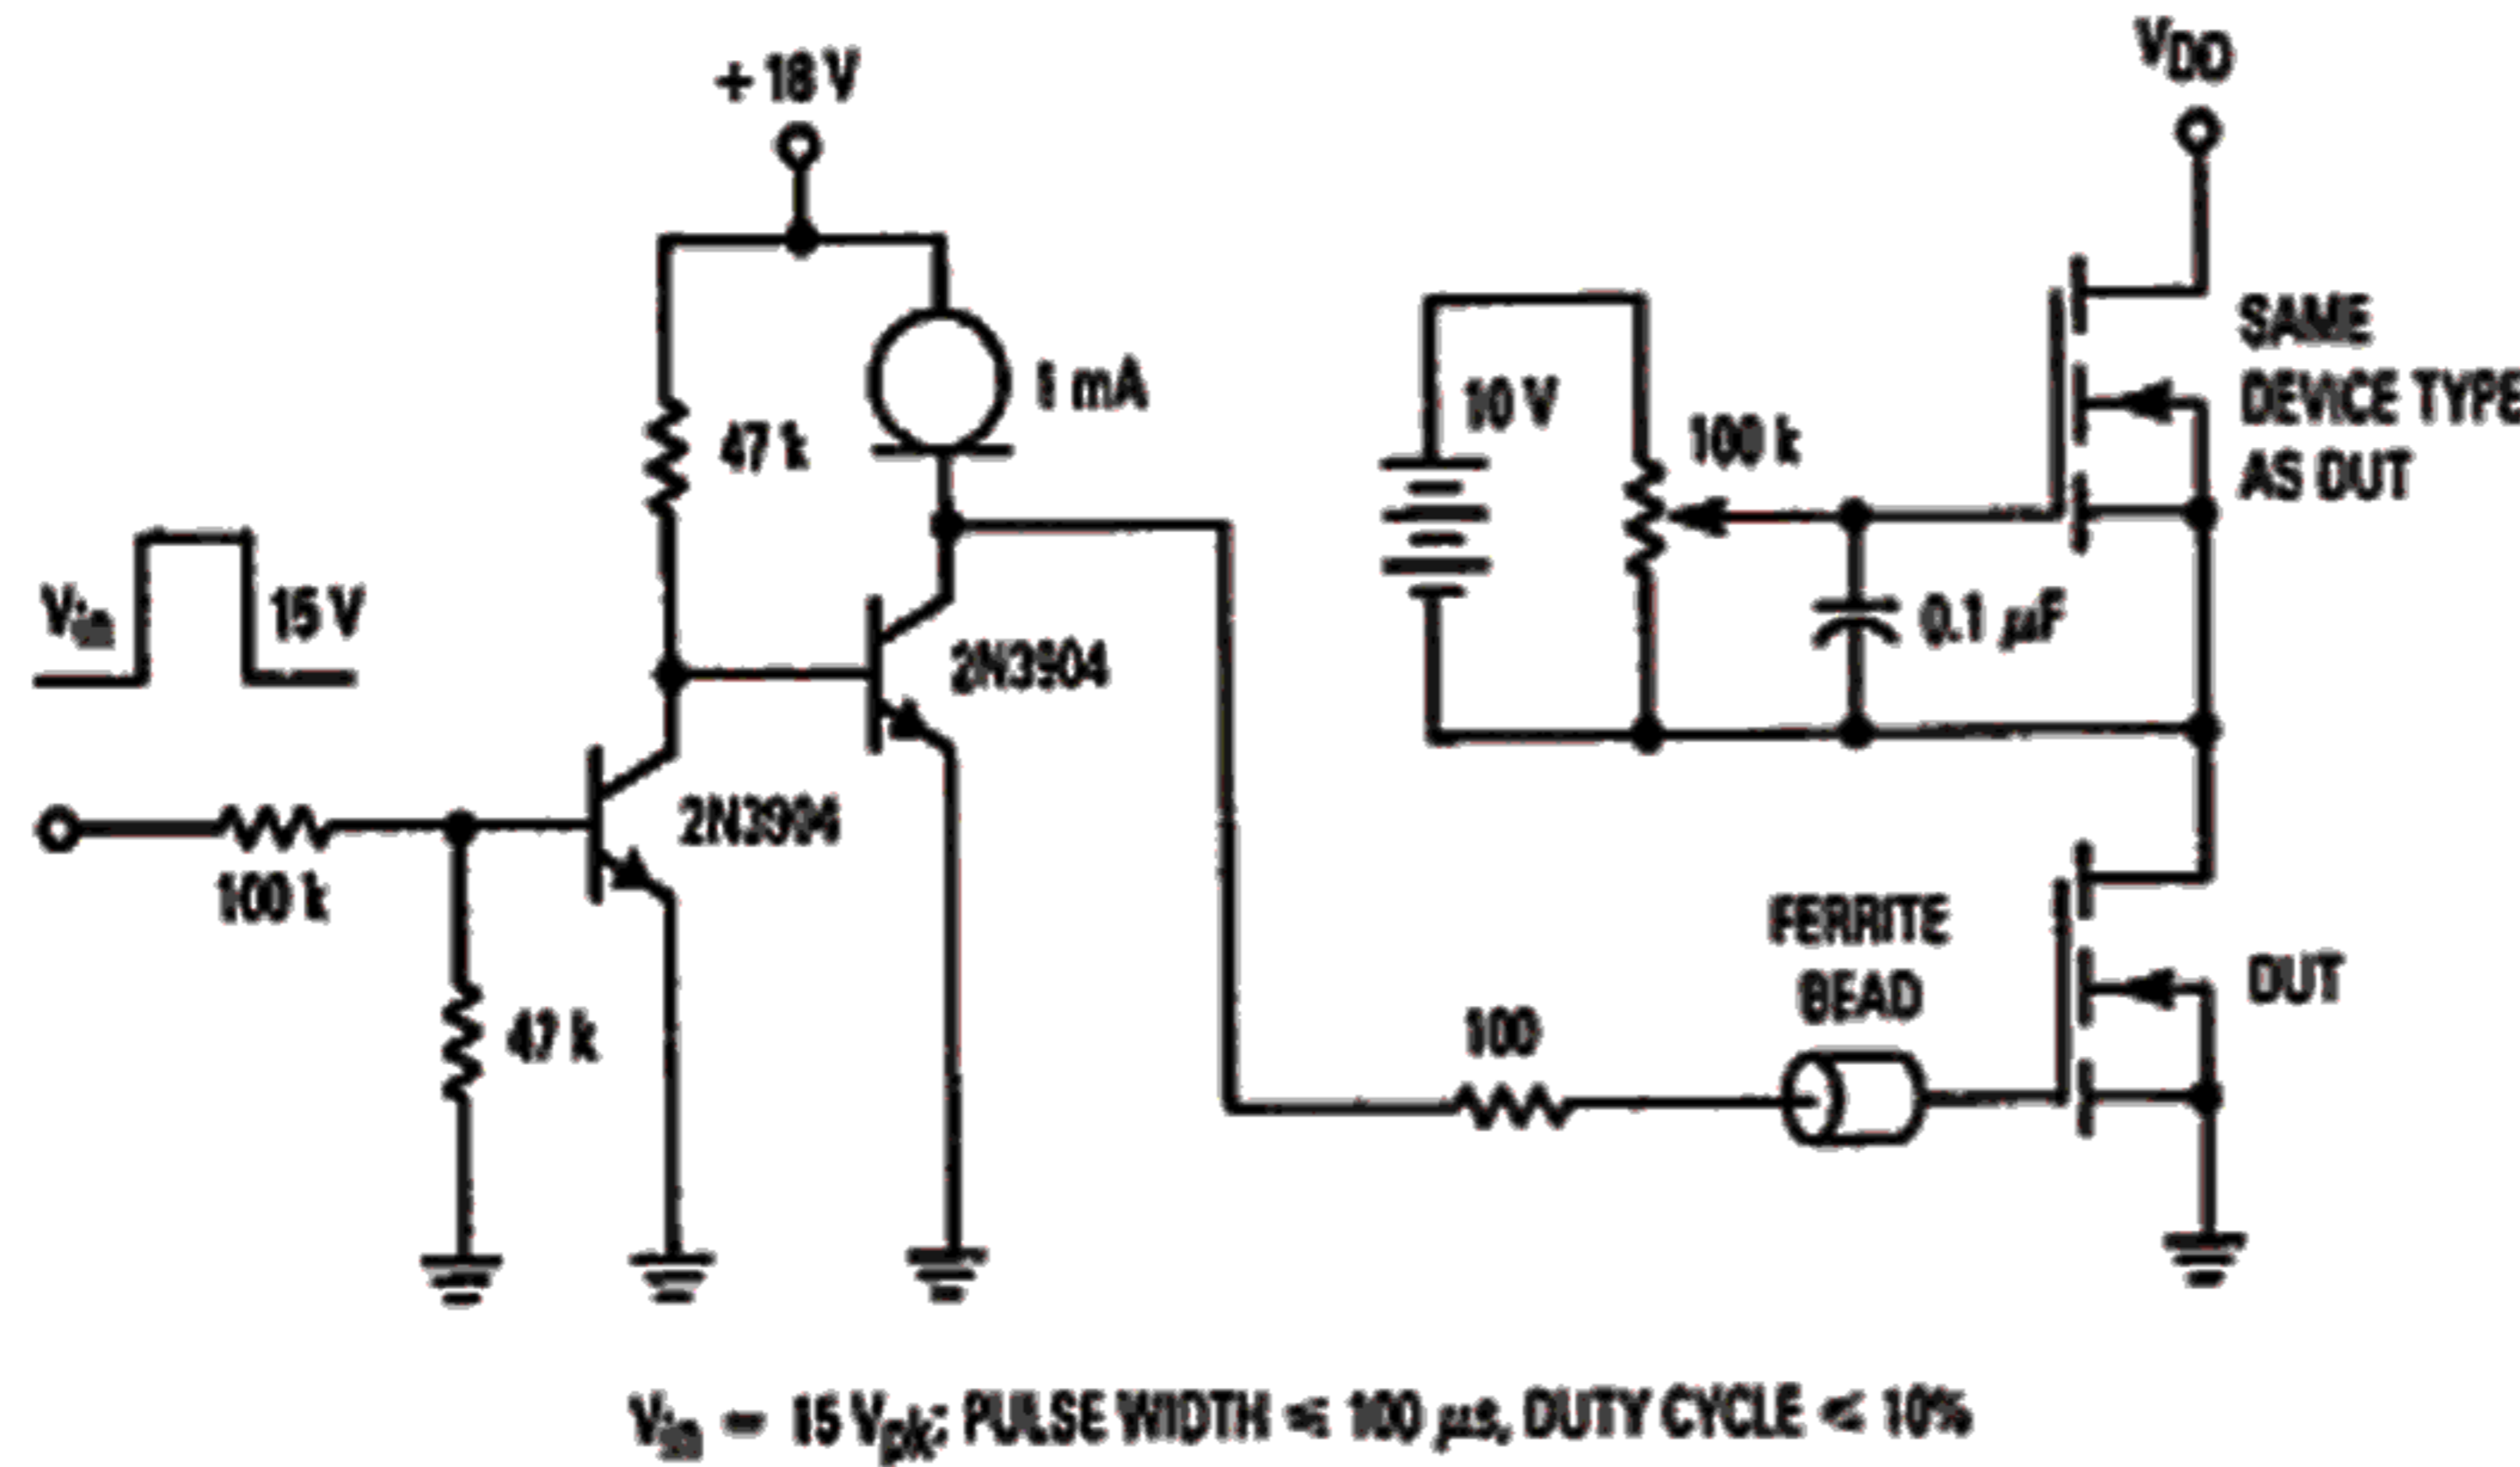 + 18 V
VDD
1 mA
47 k
10 V
100 k
SAME
DEVICE TYPE
AS DUT
Vin
15 V
0.1 µF
2N3904
2N3904
100 k
47 k
FERRITE
BEAD
DUT
100
Vin = 15 Vpk; PULSE WIDTH ≤ 100 µs, DUTY CYCLE ≤ 10%